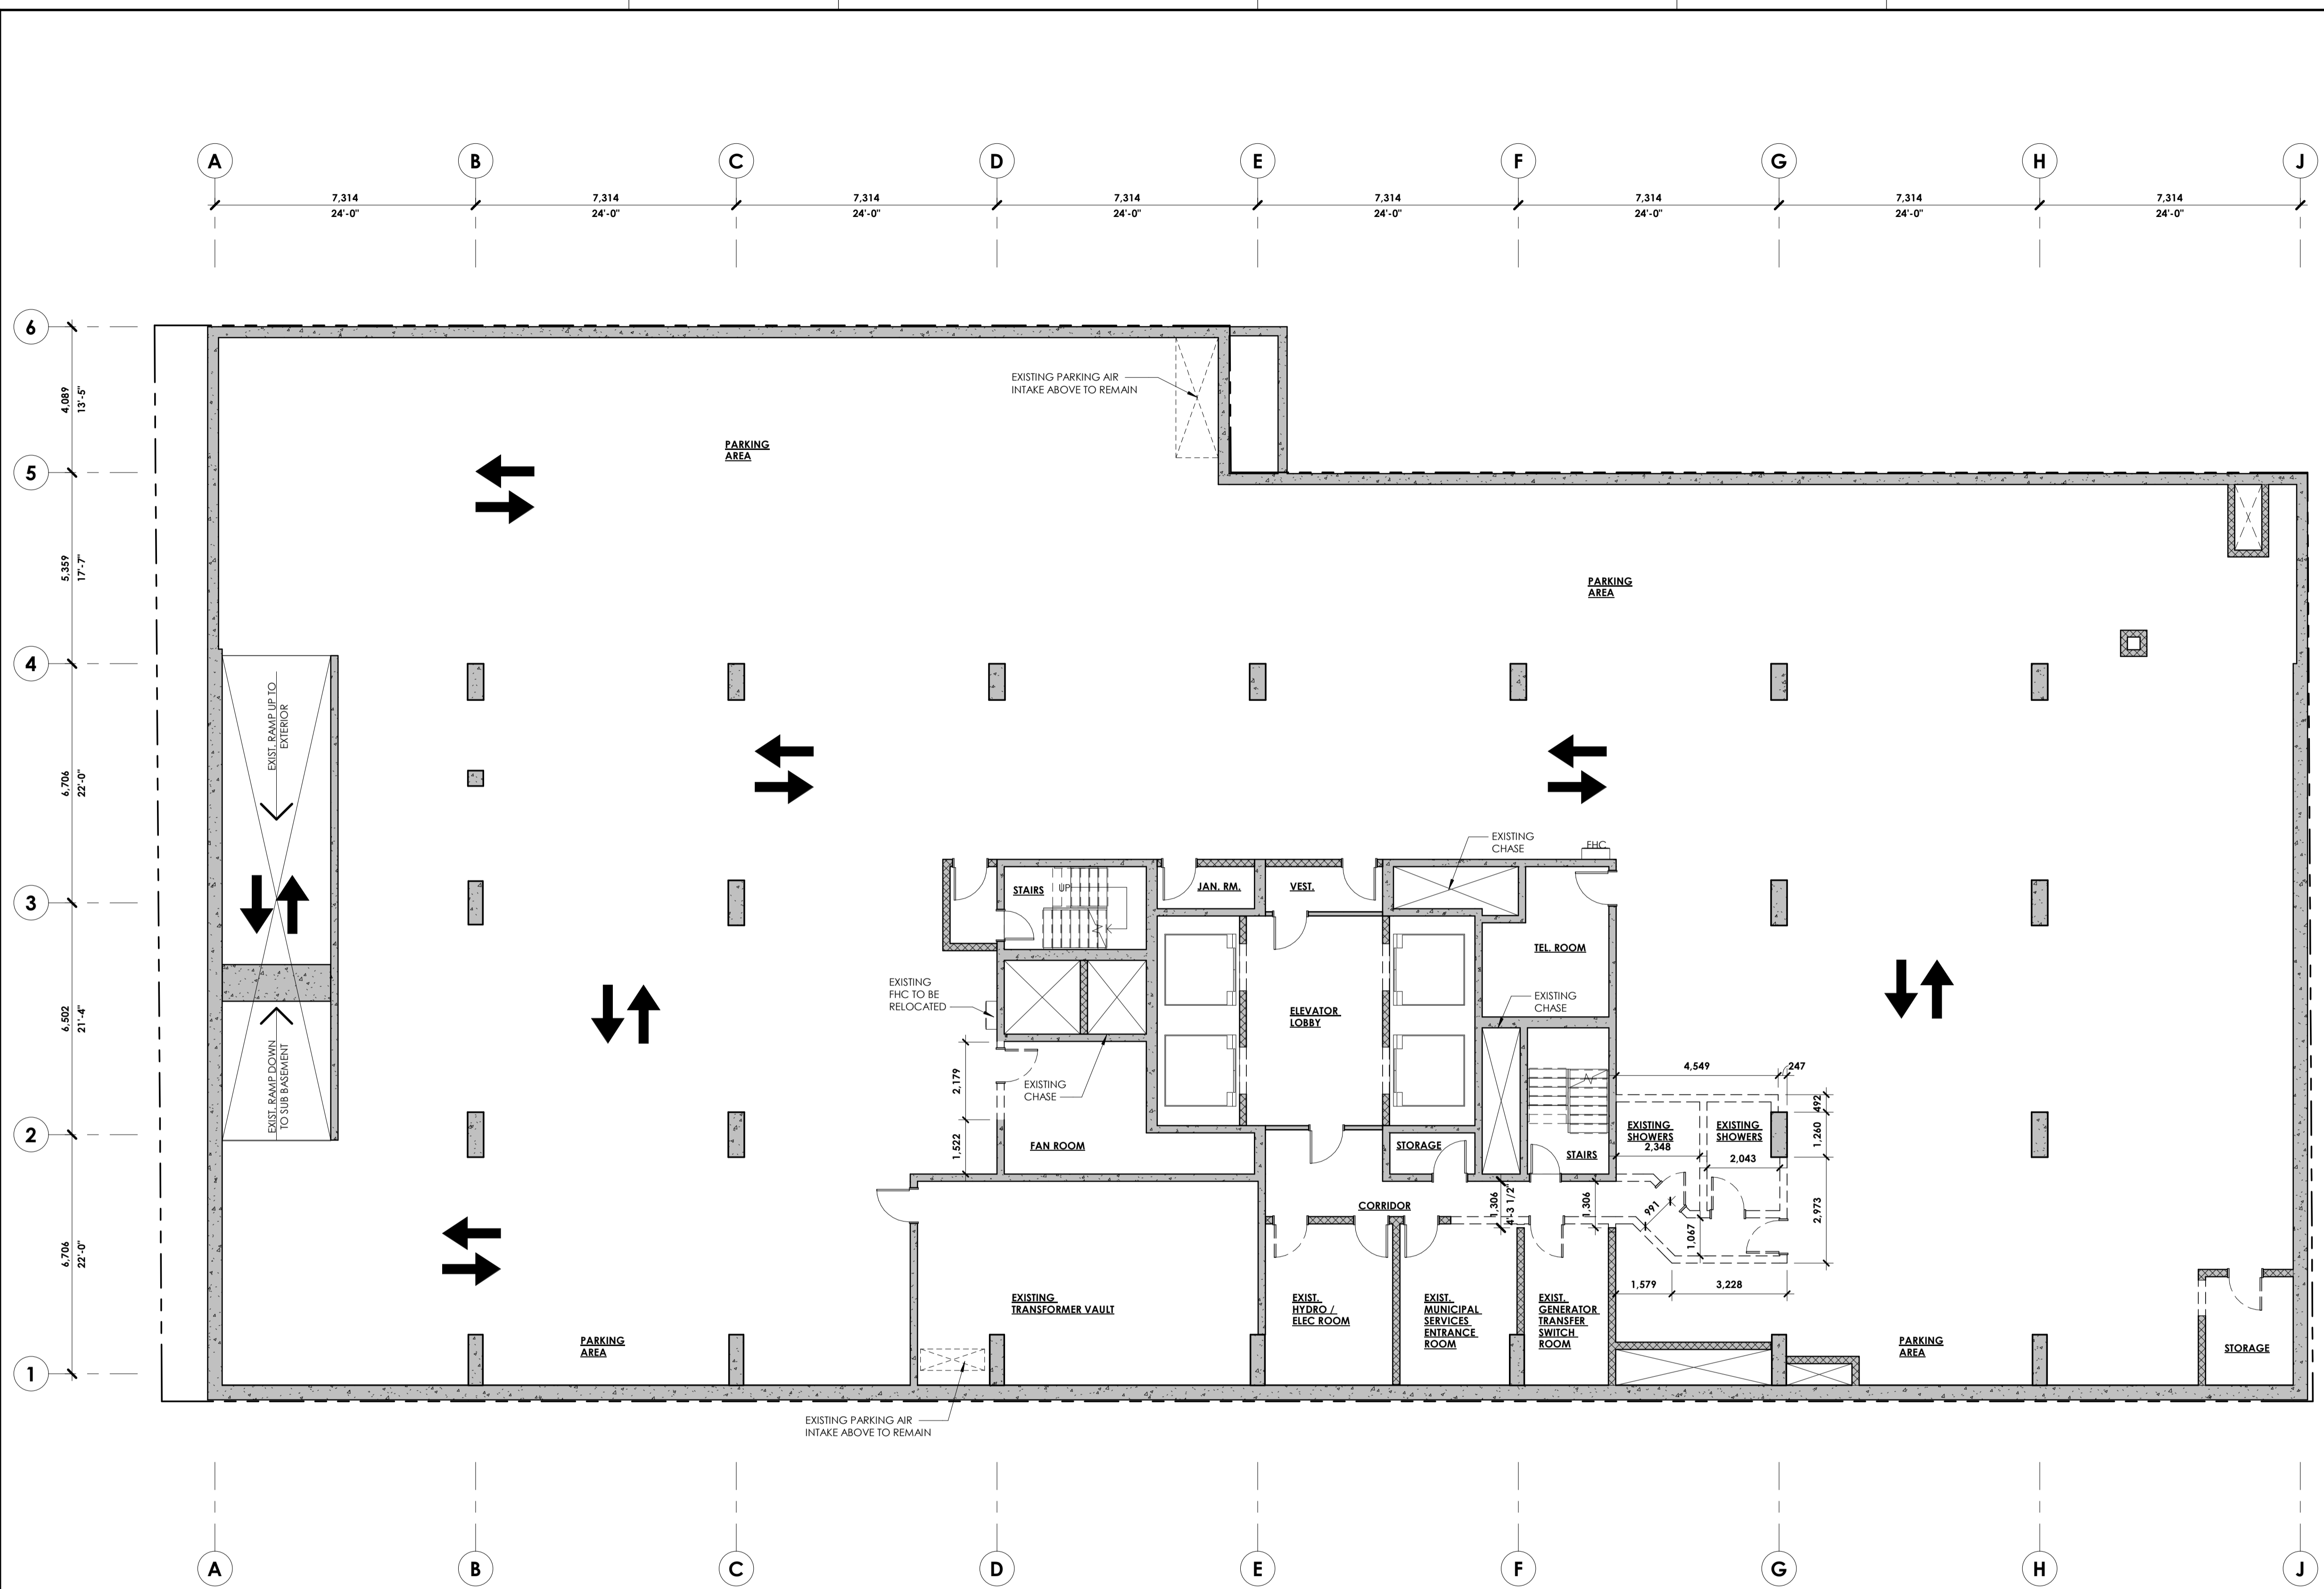 A B C D E F G H J
7,314 7,314 7,314 7,314 7,314 7,314 7,314 7,314
24'-0" 24'-0" 24'-0" 24'-0" 24'-0" 24'-0" 24'-0" 24'-0"
6
4,089
13'-5"
EXISTING PARKING AIR
INTAKE ABOVE TO REMAIN
PARKING
AREA
5
5,359
17'-7"
PARKING
AREA
4
EXIST. RAMP UP TO
EXTERIOR
6,706
22'-0"
EXISTING
CHASE
FHC
STAIRS
UP
JAN. RM.
VEST.
3
TEL. ROOM
EXISTING
FHC TO BE
RELOCATED
EXISTING
CHASE
ELEVATOR
LOBBY
6,502
21'-4"
EXIST. RAMP DOWN
TO SUB BASEMENT
2,179
EXISTING
CHASE
4,549
247
492
2
1,522
FAN ROOM
STORAGE
STAIRS
EXISTING
SHOWERS
2,348
EXISTING
SHOWERS
2,043
1,260
CORRIDOR
1,306
4'-3 1/2"
1,306
991
1,067
2,973
6,706
22'-0"
1,579
3,228
EXISTING
TRANSFORMER VAULT
EXIST.
HYDRO /
ELEC ROOM
EXIST.
MUNICIPAL
SERVICES
ENTRANCE
ROOM
EXIST.
GENERATOR
TRANSFER
SWITCH
ROOM
PARKING
AREA
PARKING
AREA
STORAGE
1
EXISTING PARKING AIR
INTAKE ABOVE TO REMAIN
A B C D E F G H J